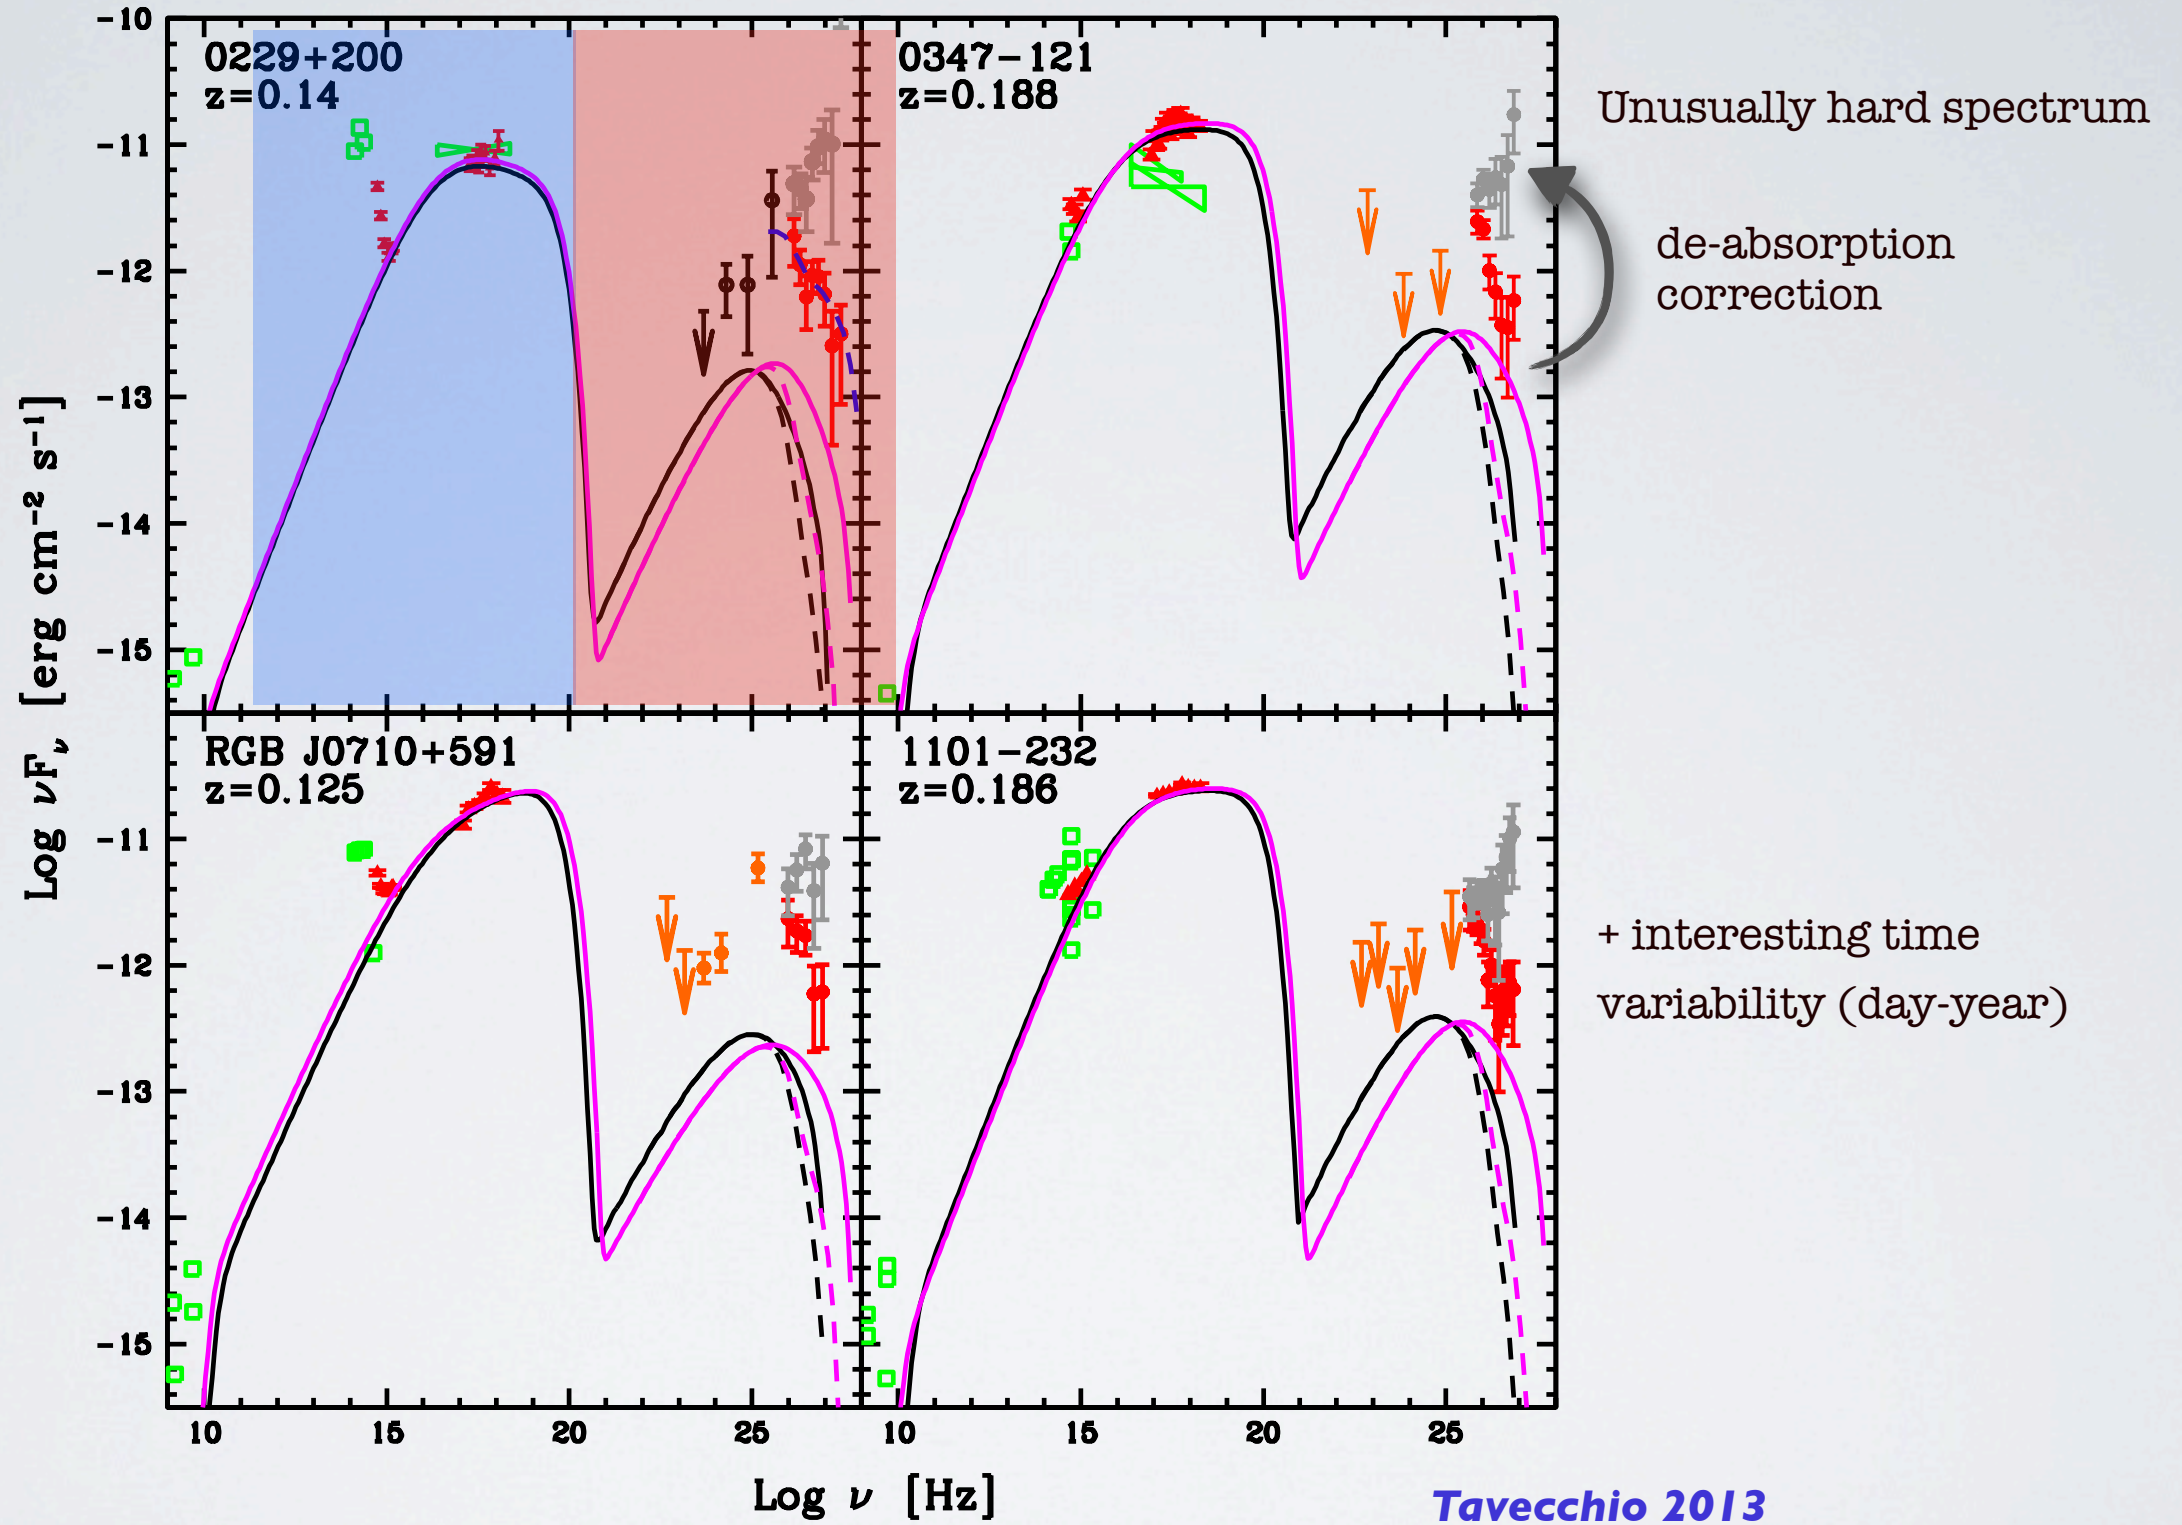 -10
0229+200
z=0.14
0347-121
z=0.188
Unusually hard spectrum
-11
de-absorption
correction
-12
-13
-14
-15
Log νFν [erg cm−2 s−1]
RGB J0710+591
z=0.125
1101-232
z=0.186
-11
+ interesting time
variability (day-year)
-12
-13
-14
-15
10 15 20 25 10 15 20 25
Log ν [Hz]
Tavecchio 2013